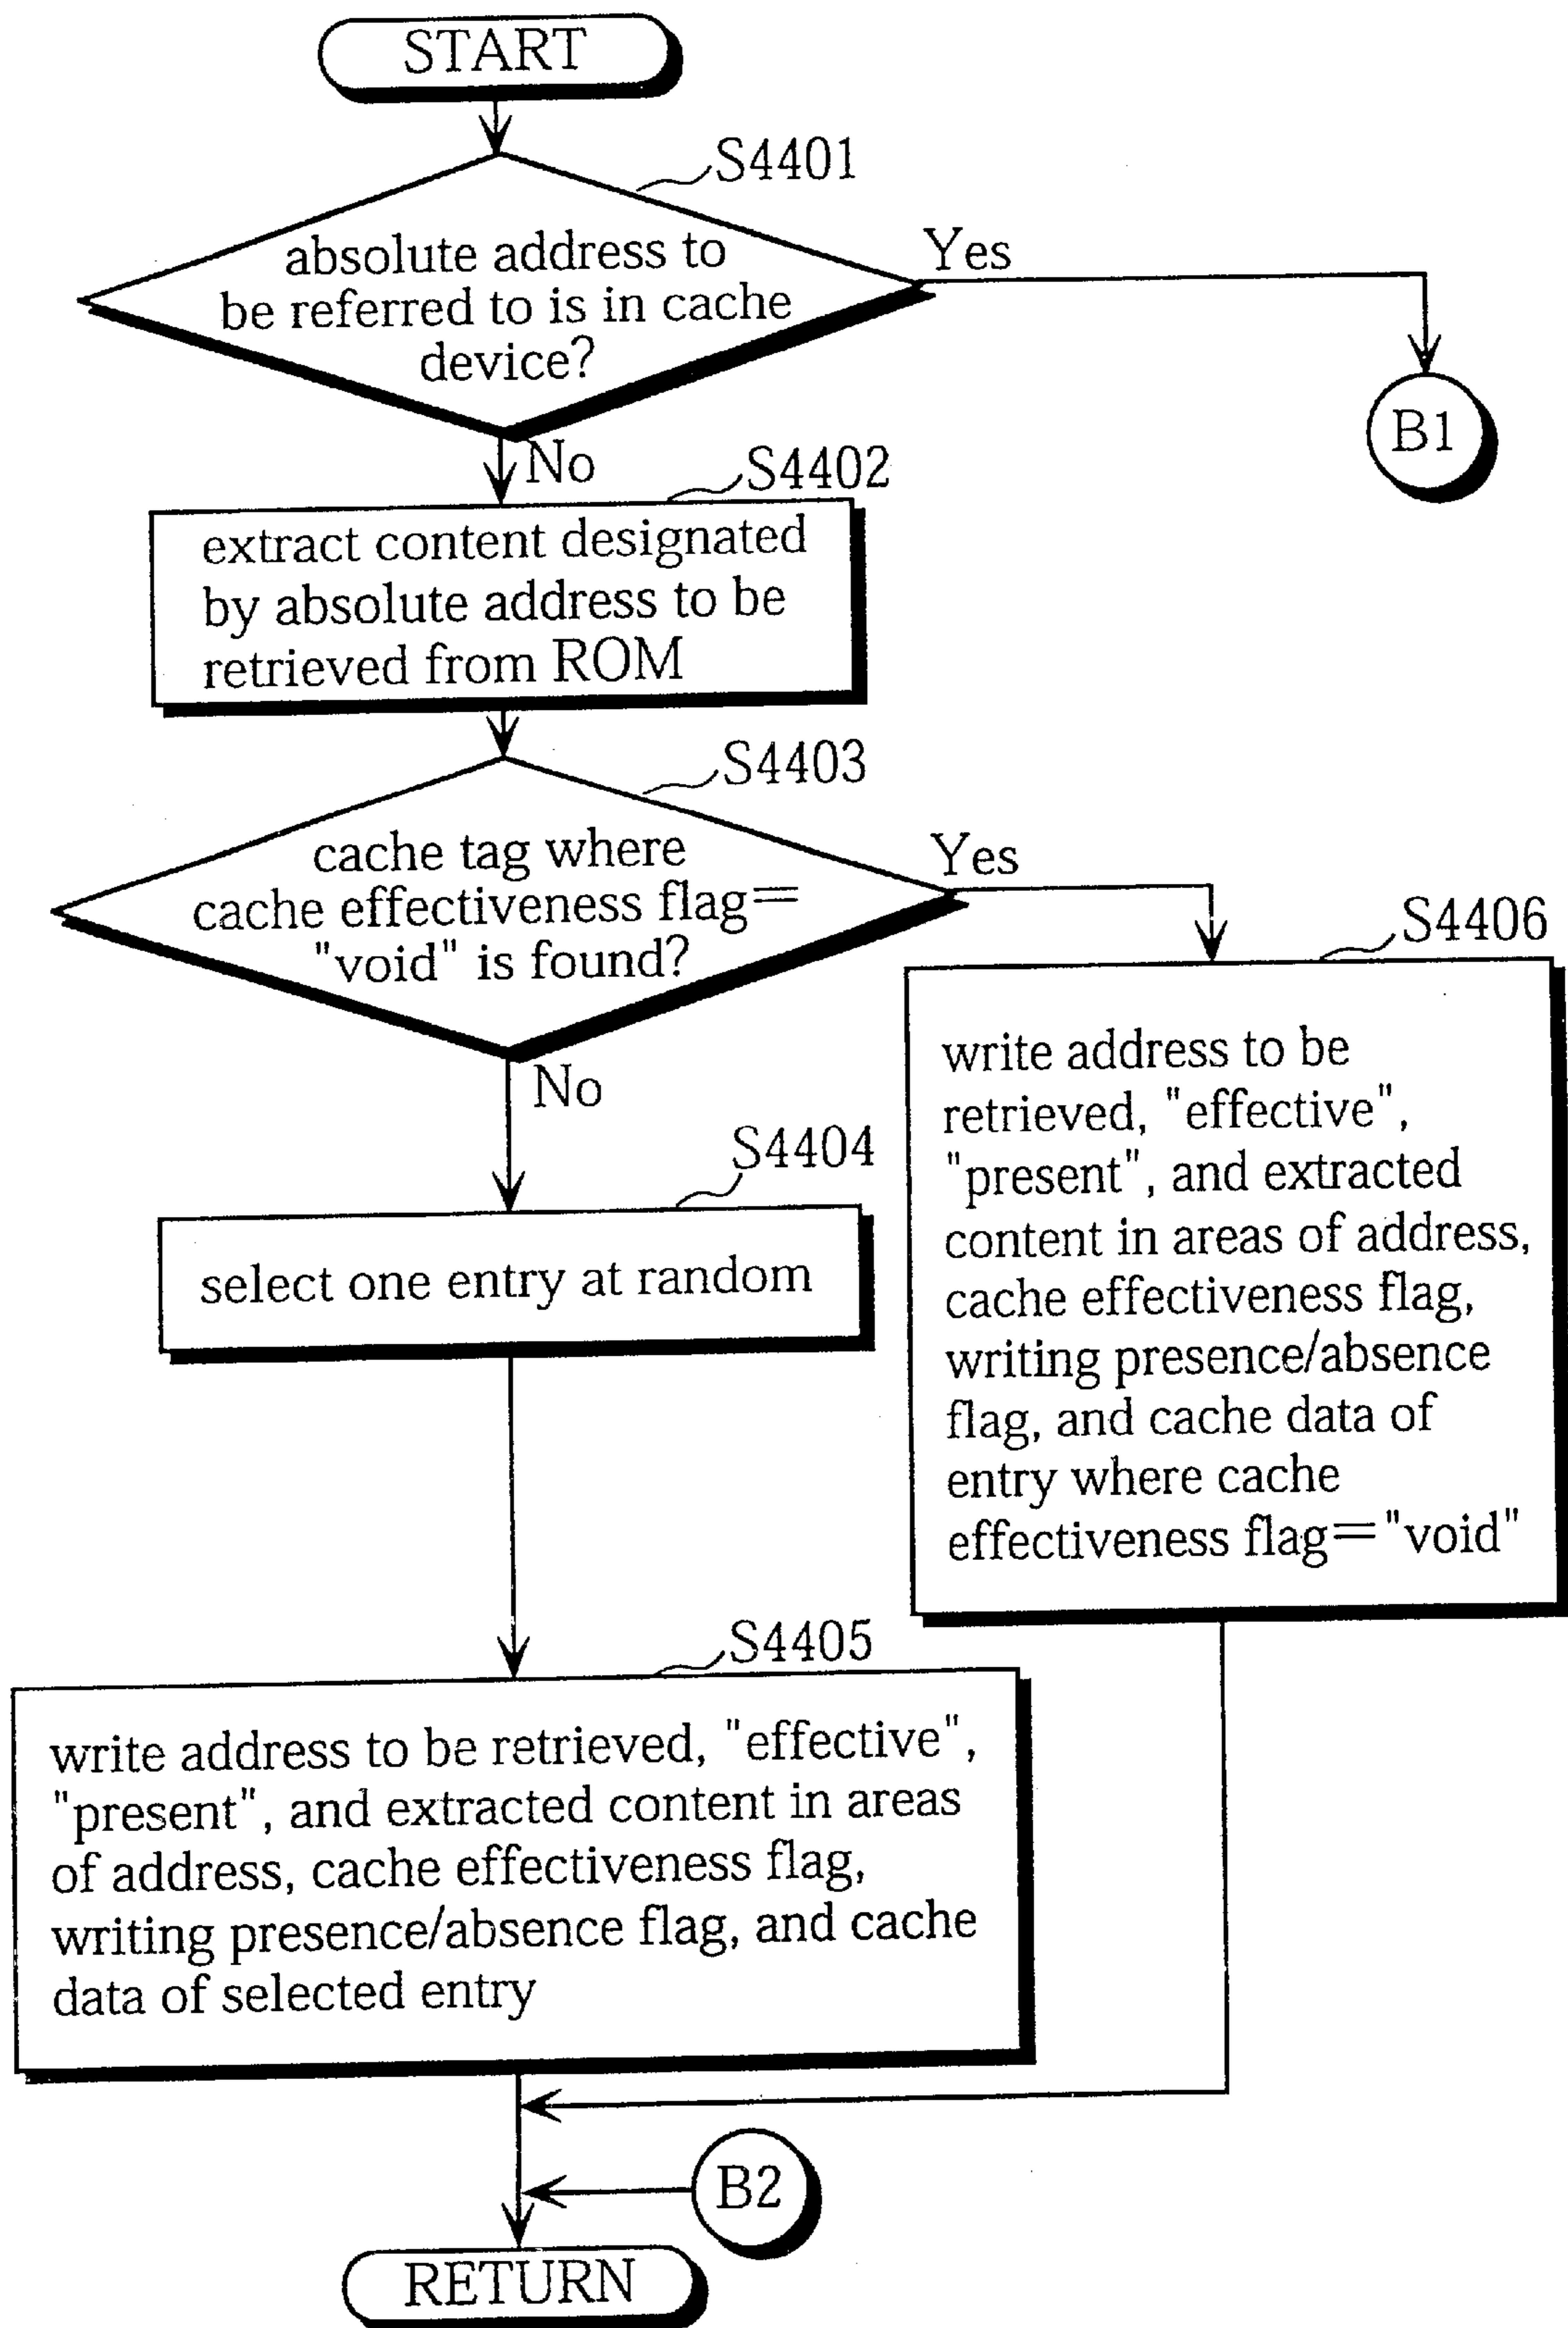 START
S4401
absolute address to
be referred to is in cache
device?
Yes
B1
No
S4402
extract content designated
by absolute address to be
retrieved from ROM
S4403
cache tag where
cache effectiveness flag=
"void" is found?
Yes
No
S4406
write address to be
retrieved, "effective",
"present", and extracted
content in areas of address,
cache effectiveness flag,
writing presence/absence
flag, and cache data of
entry where cache
effectiveness flag="void"
S4404
select one entry at random
S4405
write address to be retrieved, "effective",
"present", and extracted content in areas
of address, cache effectiveness flag,
writing presence/absence flag, and cache
data of selected entry
B2
RETURN